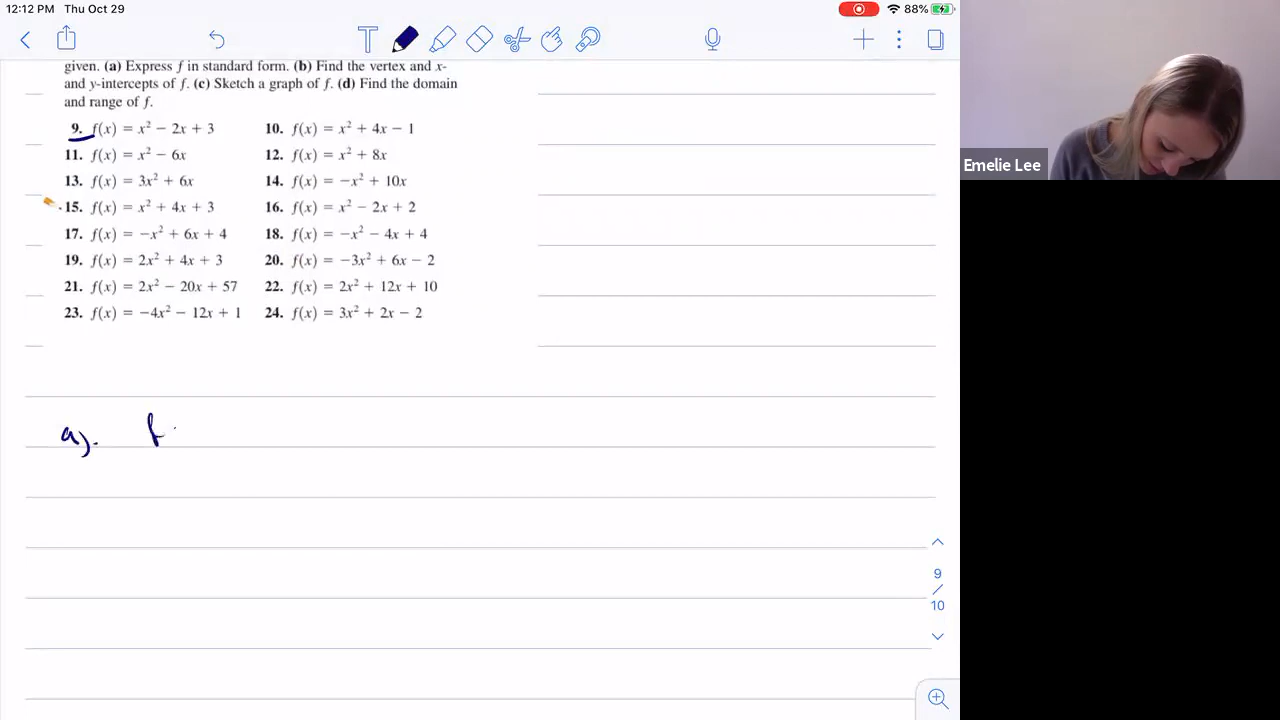 12:12 PM Thu Oct 29
88%
given. (a) Express f in standard form. (b) Find the vertex and x-
and y-intercepts of f. (c) Sketch a graph of f. (d) Find the domain
and range of f.
9. f(x) = x² − 2x + 3 10. f(x) = x² + 4x − 1
11. f(x) = x² − 6x 12. f(x) = x² + 8x
13. f(x) = 3x² + 6x 14. f(x) = −x² + 10x
15. f(x) = x² + 4x + 3 16. f(x) = x² − 2x + 2
17. f(x) = −x² + 6x + 4 18. f(x) = −x² − 4x + 4
19. f(x) = 2x² + 4x + 3 20. f(x) = −3x² + 6x − 2
21. f(x) = 2x² − 20x + 57 22. f(x) = 2x² + 12x + 10
23. f(x) = −4x² − 12x + 1 24. f(x) = 3x² + 2x − 2
a). f
9
/
10
Emelie Lee